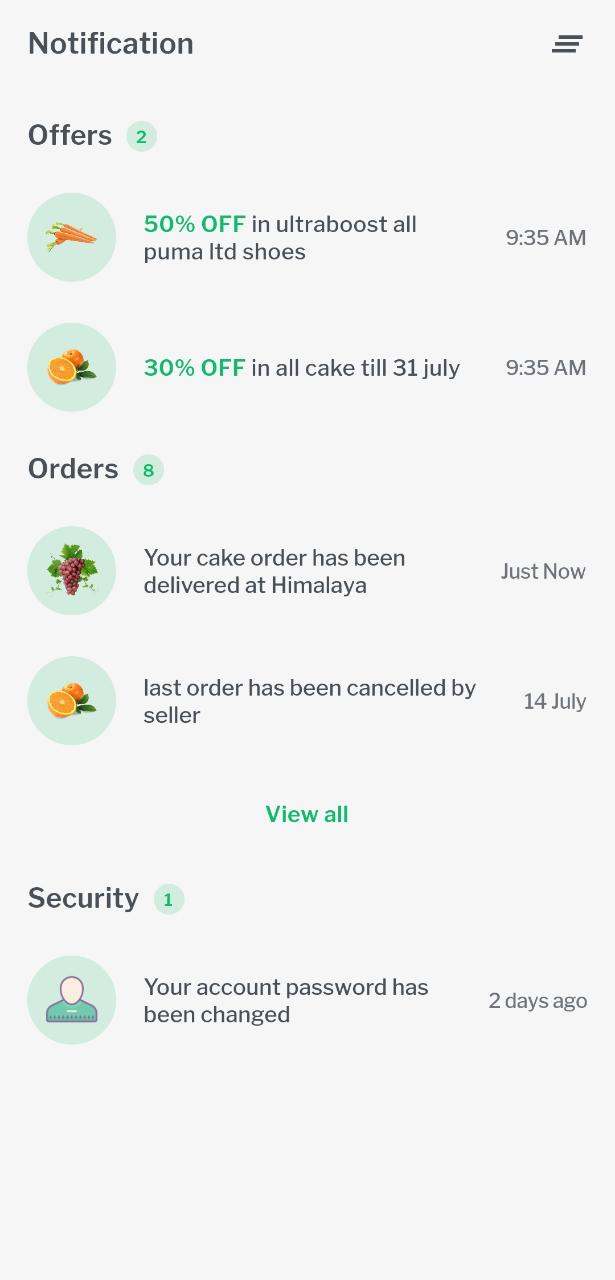 Notification
Offers 2
50% OFF in ultraboost all
puma ltd shoes
9:35 AM
30% OFF in all cake till 31 july
9:35 AM
Orders 8
Your cake order has been
delivered at Himalaya
Just Now
last order has been cancelled by
seller
14 July
View all
Security 1
Your account password has
been changed
2 days ago